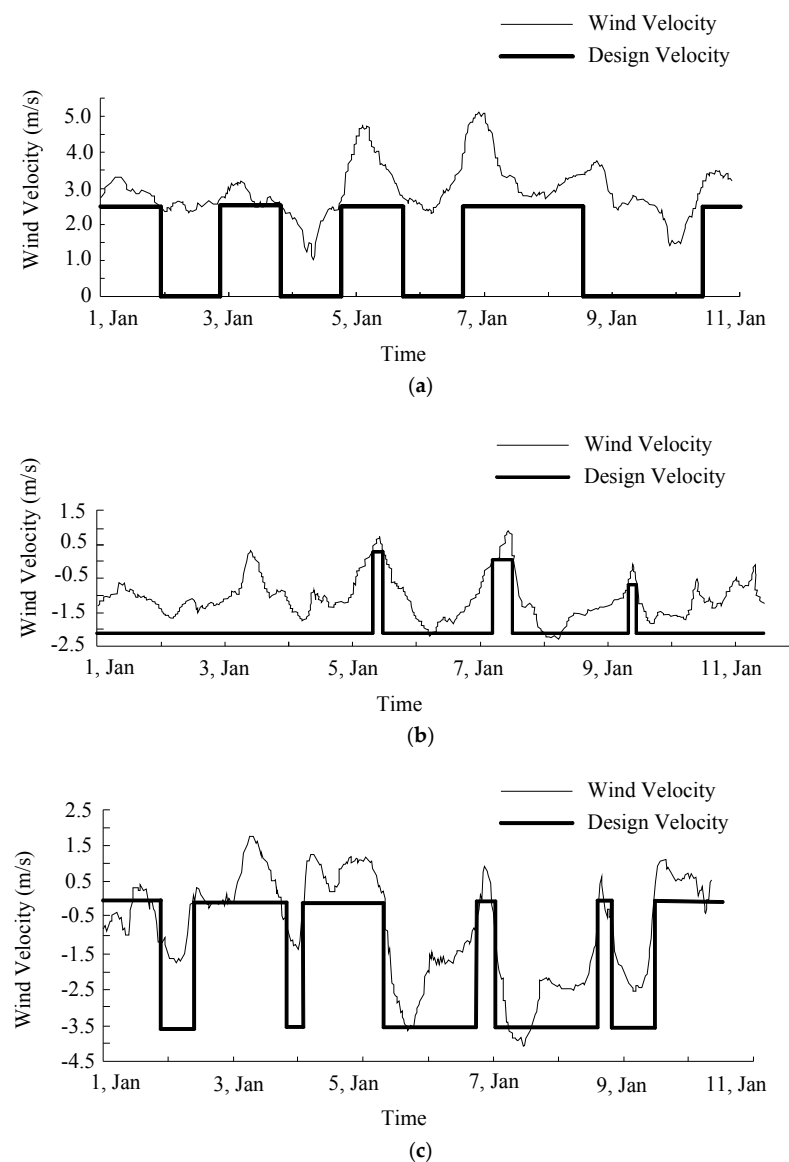 Wind Velocity
Design Velocity
Wind Velocity (m/s)
5.0
4.0
3.0
2.0
1.0
0
1, Jan 3, Jan 5, Jan 7, Jan 9, Jan 11, Jan
Time
(a)
Wind Velocity
Design Velocity
Wind Velocity (m/s)
1.5
0.5
-0.5
-1.5
-2.5
1, Jan 3, Jan 5, Jan 7, Jan 9, Jan 11, Jan
Time
(b)
Wind Velocity
Design Velocity
Wind Velocity (m/s)
2.5
1.5
0.5
-0.5
-1.5
-2.5
-3.5
-4.5
1, Jan 3, Jan 5, Jan 7, Jan 9, Jan 11, Jan
Time
(c)